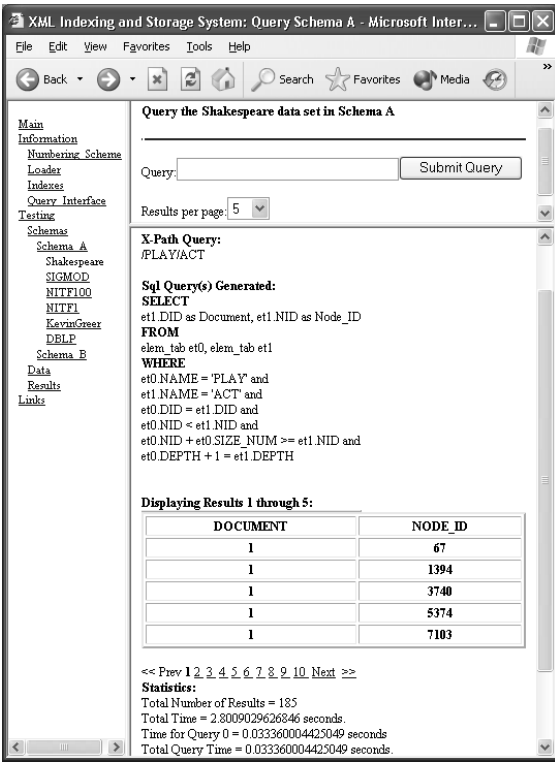 XML Indexing and Storage System: Query Schema A - Microsoft Inter...
File Edit View Favorites Tools Help
Back Search Favorites Media
Main
Information
Numbering Scheme
Loader
Indexes
Query Interface
Testing
Schemas
Schema A
Shakespeare
SIGMOD
NITF100
NITF1
KevinGreer
DBLP
Schema B
Data
Results
Links
Query the Shakespeare data set in Schema A
Query: Submit Query
Results per page: 5
X-Path Query:
/PLAY/ACT
Sql Query(s) Generated:
SELECT
et1.DID as Document, et1.NID as Node_ID
FROM
elem_tab et0, elem_tab et1
WHERE
et0.NAME = 'PLAY' and
et1.NAME = 'ACT' and
et0.DID = et1.DID and
et0.NID < et1.NID and
et0.NID + et0.SIZE_NUM >= et1.NID and
et0.DEPTH + 1 = et1.DEPTH
Displaying Results 1 through 5:
DOCUMENT NODE_ID
1 67
1 1394
1 3740
1 5374
1 7103
<< Prev 1 2 3 4 5 6 7 8 9 10 Next >>
Statistics:
Total Number of Results = 185
Total Time = 2.8009029626846 seconds.
Time for Query 0 = 0.033360004425049 seconds
Total Query Time = 0.033360004425049 seconds.